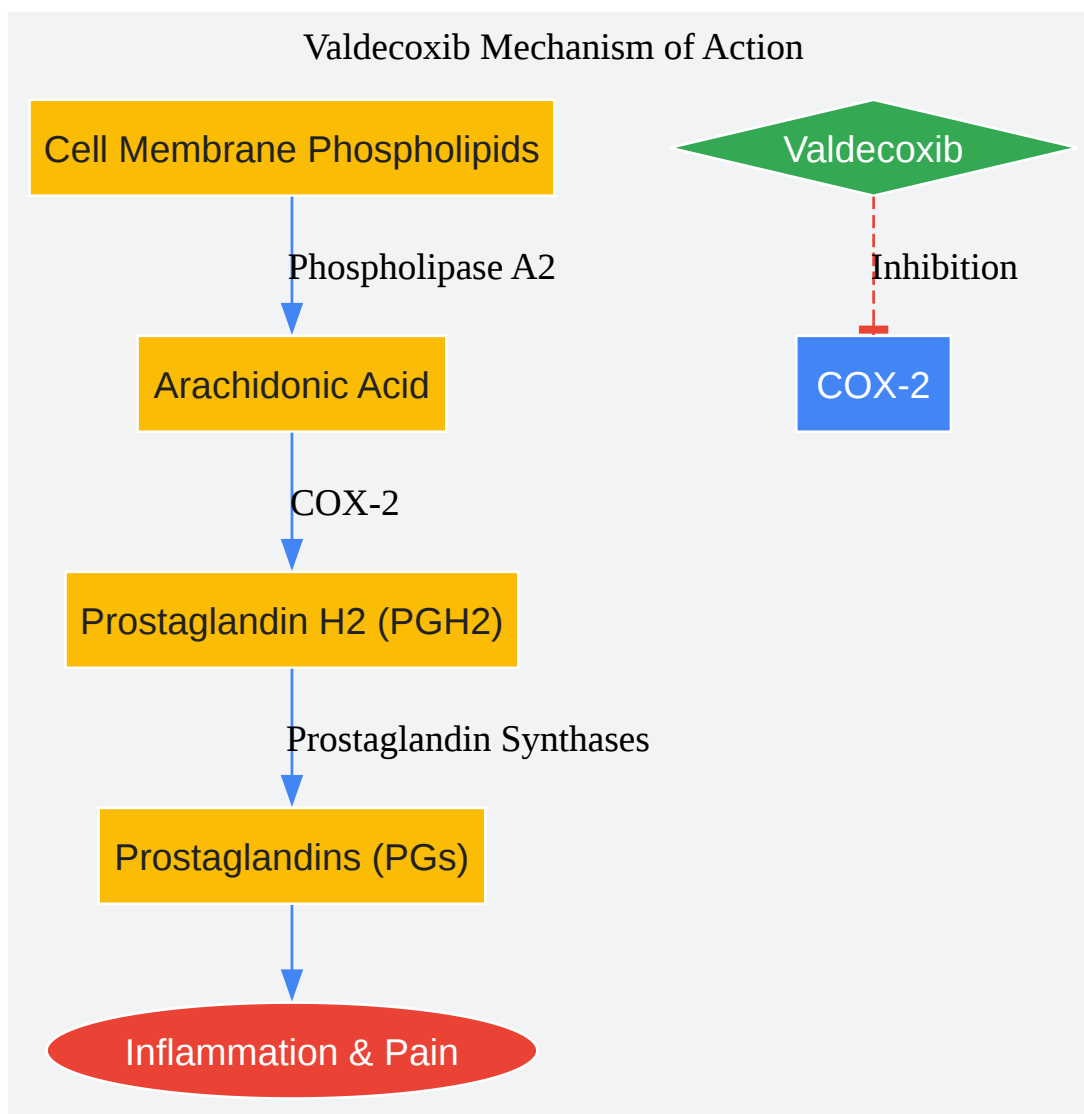 Valdecoxib Mechanism of Action
Cell Membrane Phospholipids
Valdecoxib
Phospholipase A2
Inhibition
Arachidonic Acid
COX-2
COX-2
Prostaglandin H2 (PGH2)
Prostaglandin Synthases
Prostaglandins (PGs)
Inflammation & Pain